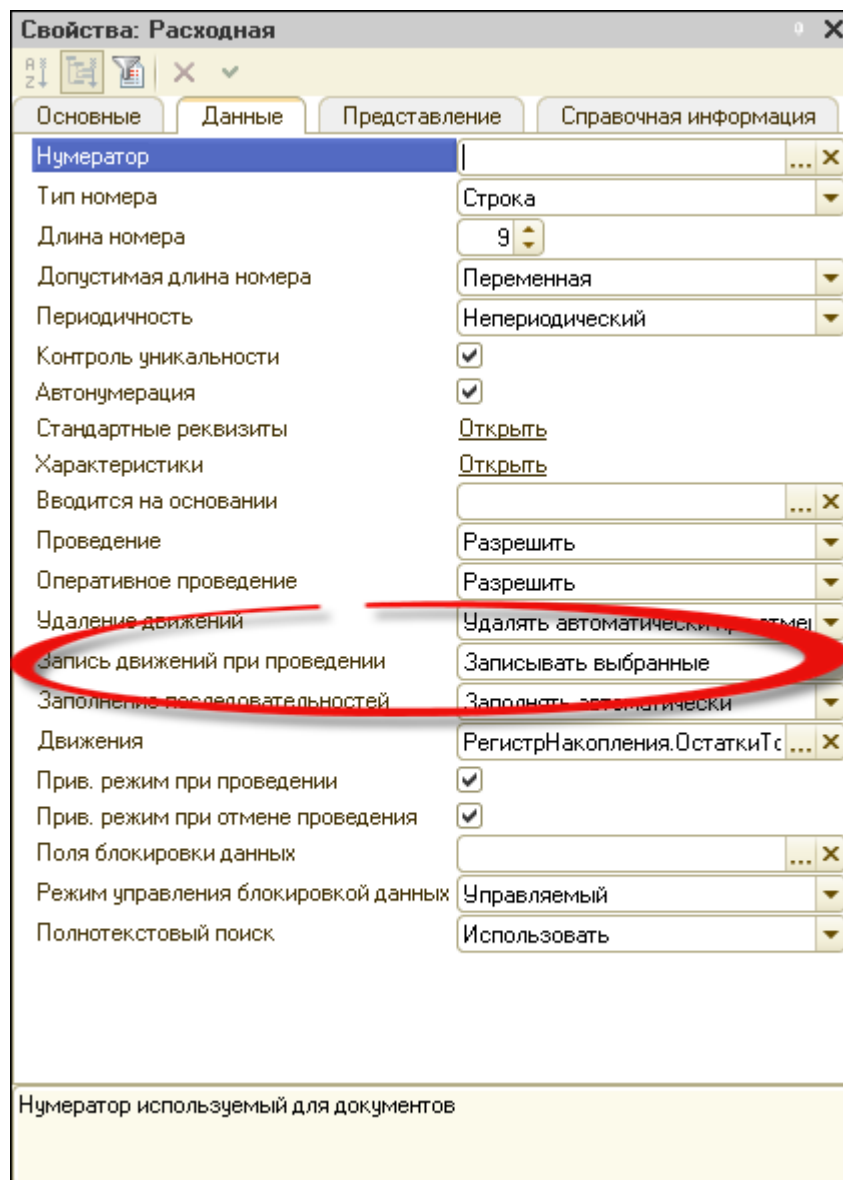 Свойства: Расходная
Основные Данные Представление Справочная информация
Нумератор ...
Тип номера Строка
Длина номера 9
Допустимая длина номера Переменная
Периодичность Непериодический
Контроль уникальности
Автонумерация
Стандартные реквизиты Открыть
Характеристики Открыть
Вводится на основании ...
Проведение Разрешить
Оперативное проведение Разрешить
Удаление движений Удалять автоматически
Запись движений при проведении Записывать выбранные
Заполнение последовательностей Заполнять автоматически
Движения РегистрНакопления.ОстаткиТо ...
Прив. режим при проведении
Прив. режим при отмене проведения
Поля блокировки данных ...
Режим управления блокировкой данных Управляемый
Полнотекстовый поиск Использовать
Нумератор используемый для документов